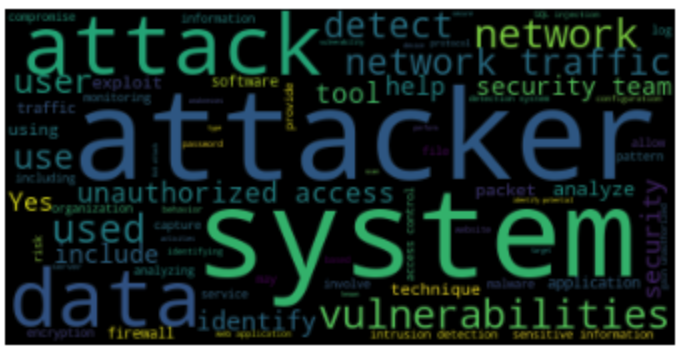 compromise information SQL injection
attack detect network log
network traffic
user exploit software tool help security team
monitoring provide detection system configuration
traffic attacker
using password allow
use file pattern
including
unauthorized access packet analyze
Yes organization behavior identify potential
used capture access control website security
risk include identifying system
analyzing may technique malware application
data service involve
identify vulnerabilities
encryption firewall web application intrusion detection sensitive information